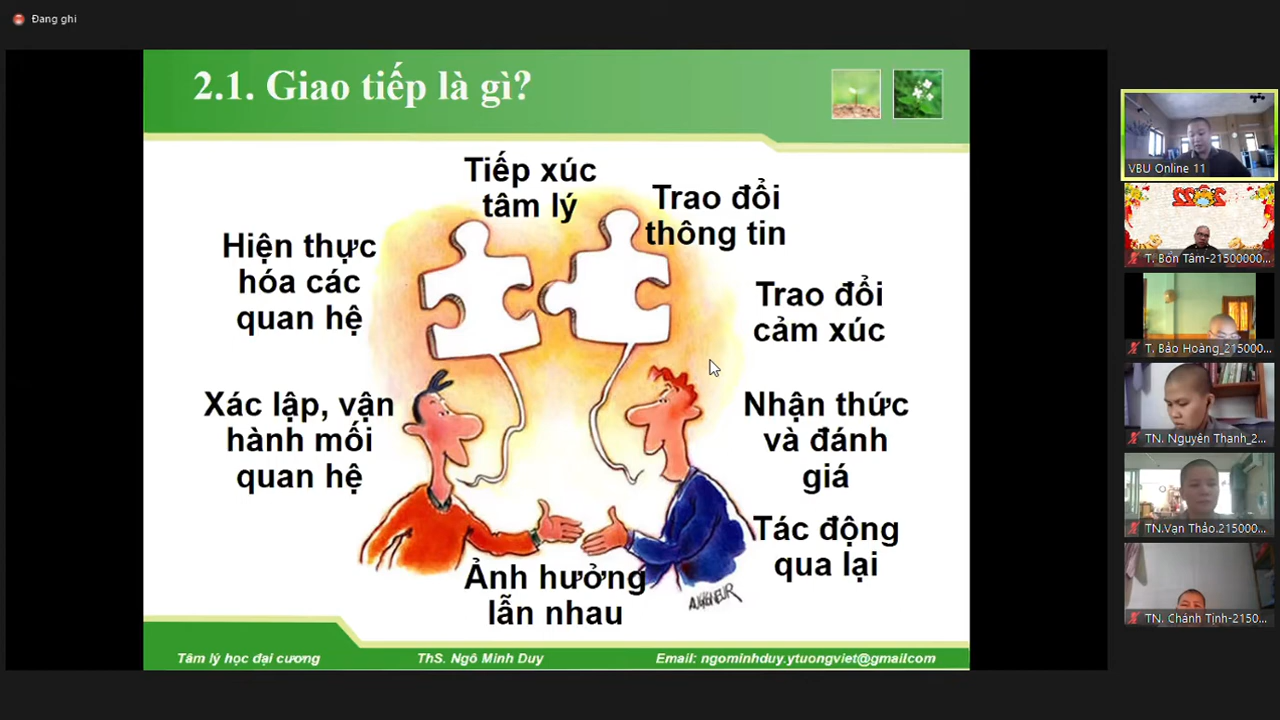 Đang ghi
2.1. Giao tiếp là gì?
Tiếp xúc
tâm lý
Trao đổi
thông tin
Hiện thực
hóa các
quan hệ
Trao đổi
cảm xúc
Xác lập, vận
hành mối
quan hệ
Nhận thức
và đánh
giá
Tác động
qua lại
Ảnh hưởng
lẫn nhau
Tâm lý học đại cương
ThS. Ngô Minh Duy
Email: ngominhduy.ytuongviet@gmail.com
VBU Online 11
2022
T. Bổn Tâm-21500000...
T. Bảo Hoàng_215000...
TN. Nguyên Thanh_2...
TN.Vạn Thảo.215000...
TN. Chánh Tịnh-2150...